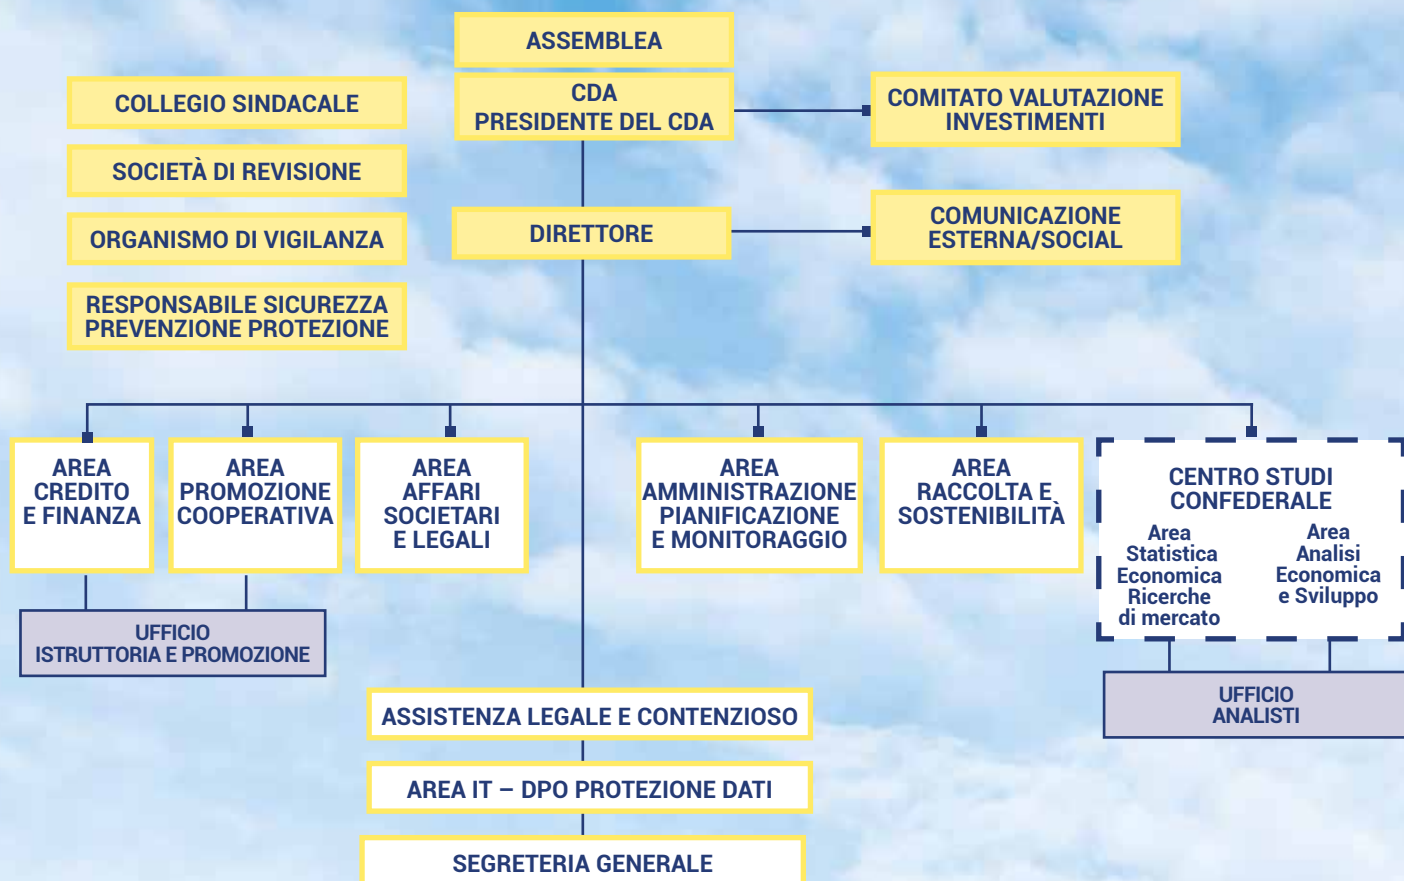 ASSEMBLEA
CDA
PRESIDENTE DEL CDA
COMITATO VALUTAZIONE
INVESTIMENTI
COLLEGIO SINDACALE
SOCIETÀ DI REVISIONE
ORGANISMO DI VIGILANZA
RESPONSABILE SICUREZZA
PREVENZIONE PROTEZIONE
DIRETTORE
COMUNICAZIONE
ESTERNA/SOCIAL
AREA
CREDITO
E FINANZA
AREA
PROMOZIONE
COOPERATIVA
AREA
AFFARI
SOCIETARI
E LEGALI
AREA
AMMINISTRAZIONE
PIANIFICAZIONE
E MONITORAGGIO
AREA
RACCOLTA E
SOSTENIBILITÀ
CENTRO STUDI
CONFEDERALE
Area
Statistica
Economica
Ricerche
di mercato
Area
Analisi
Economica
e Sviluppo
UFFICIO
ISTRUTTORIA E PROMOZIONE
UFFICIO
ANALISTI
ASSISTENZA LEGALE E CONTENZIOSO
AREA IT – DPO PROTEZIONE DATI
SEGRETERIA GENERALE